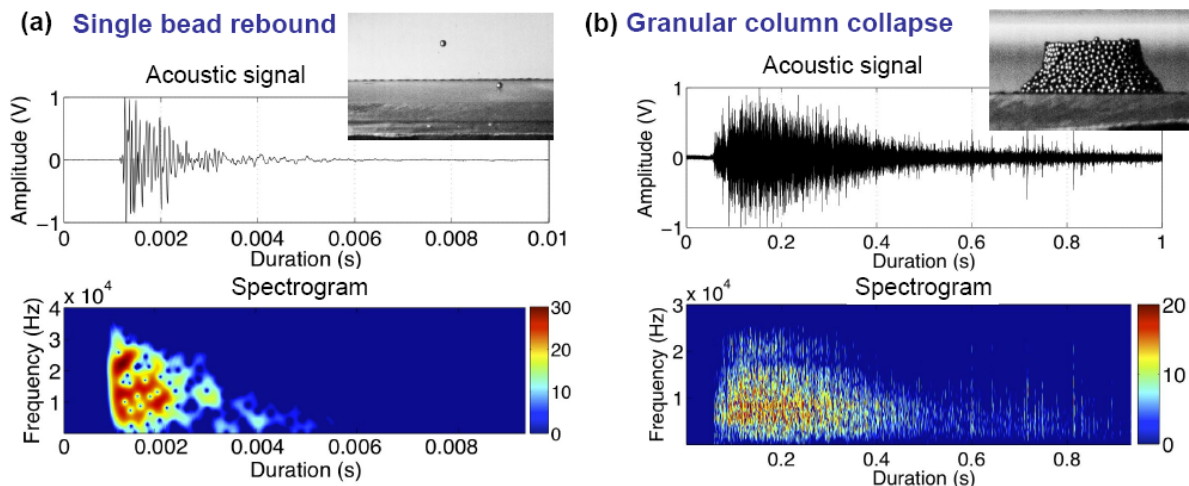 (a) Single bead rebound
Acoustic signal
Amplitude (V)
1
0
−1
0 0.002 0.004 0.006 0.008 0.01
Duration (s)
Spectrogram
x 10⁴
Frequency (Hz)
4
3
2
1
0 0.002 0.004 0.006 0.008
Duration (s)
30
20
10
0
(b) Granular column collapse
Acoustic signal
Amplitude (V)
1
0
−1
0 0.2 0.4 0.6 0.8 1
Duration (s)
Spectrogram
x 10⁴
Frequency (Hz)
3
2
1
0.2 0.4 0.6 0.8
Duration (s)
20
15
10
5
0